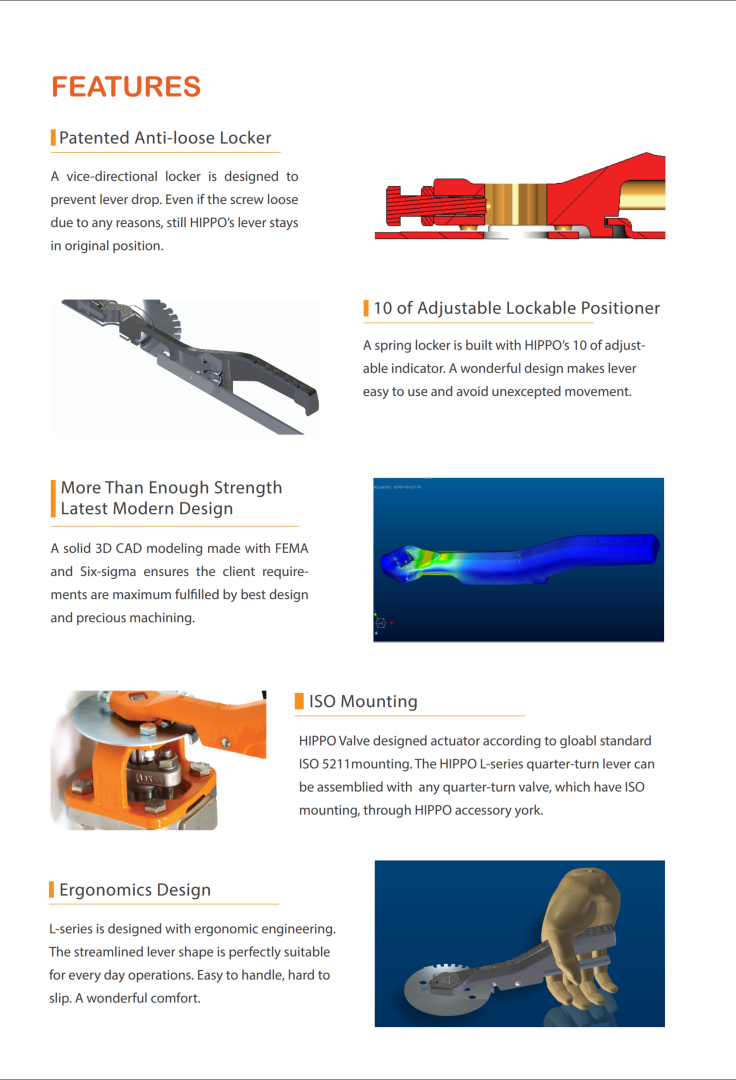 FEATURES
Patented Anti-loose Locker
A vice-directional locker is designed to
prevent lever drop. Even if the screw loose
due to any reasons, still HIPPO's lever stays
in original position.
10 of Adjustable Lockable Positioner
A spring locker is built with HIPPO's 10 of adjust-
able indicator. A wonderful design makes lever
easy to use and avoid unexcepted movement.
More Than Enough Strength
Latest Modern Design
A solid 3D CAD modeling made with FEMA
and Six-sigma ensures the client require-
ments are maximum fulfilled by best design
and precious machining.
ISO Mounting
HIPPO Valve designed actuator according to gloabl standard
ISO 5211mounting. The HIPPO L-series quarter-turn lever can
be assemblied with any quarter-turn valve, which have ISO
mounting, through HIPPO accessory york.
Ergonomics Design
L-series is designed with ergonomic engineering.
The streamlined lever shape is perfectly suitable
for every day operations. Easy to handle, hard to
slip. A wonderful comfort.